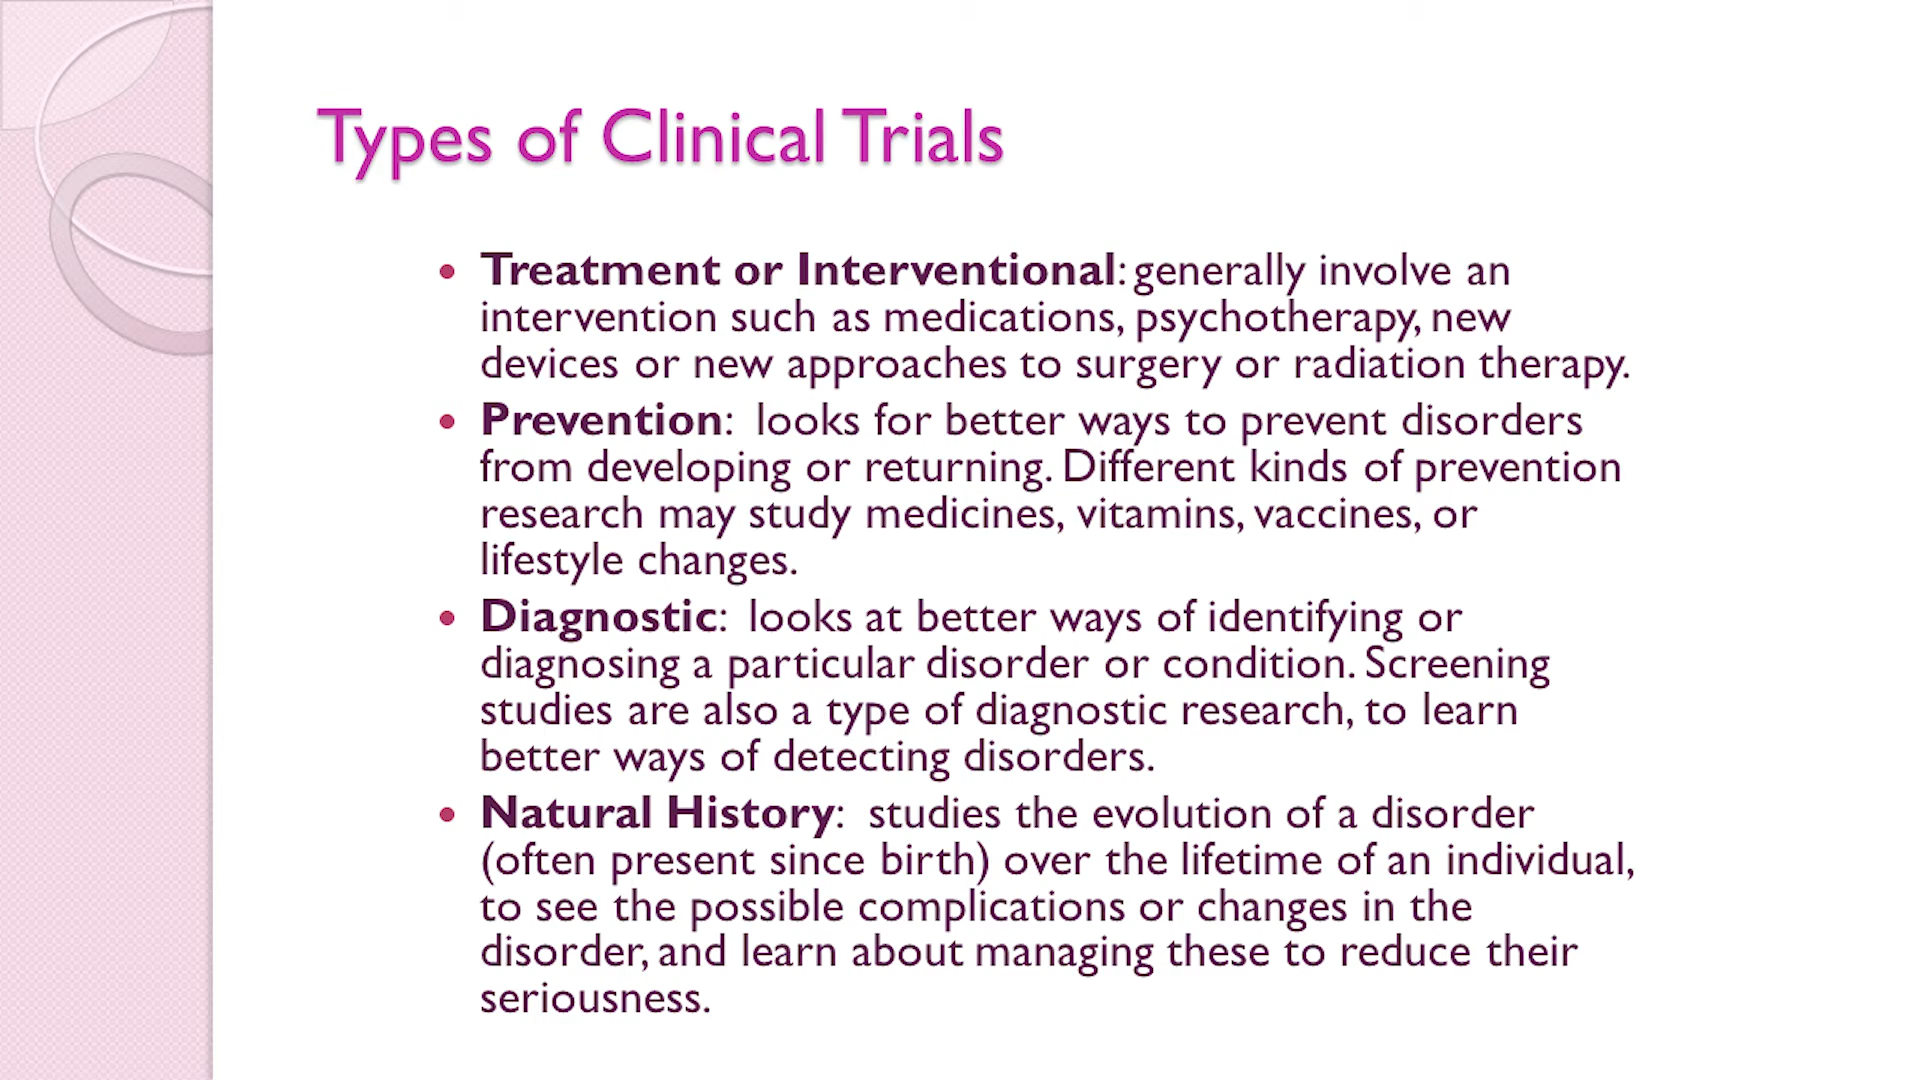 Types of Clinical Trials
• Treatment or Interventional: generally involve an
intervention such as medications, psychotherapy, new
devices or new approaches to surgery or radiation therapy.
• Prevention: looks for better ways to prevent disorders
from developing or returning. Different kinds of prevention
research may study medicines, vitamins, vaccines, or
lifestyle changes.
• Diagnostic: looks at better ways of identifying or
diagnosing a particular disorder or condition. Screening
studies are also a type of diagnostic research, to learn
better ways of detecting disorders.
• Natural History: studies the evolution of a disorder
(often present since birth) over the lifetime of an individual,
to see the possible complications or changes in the
disorder, and learn about managing these to reduce their
seriousness.